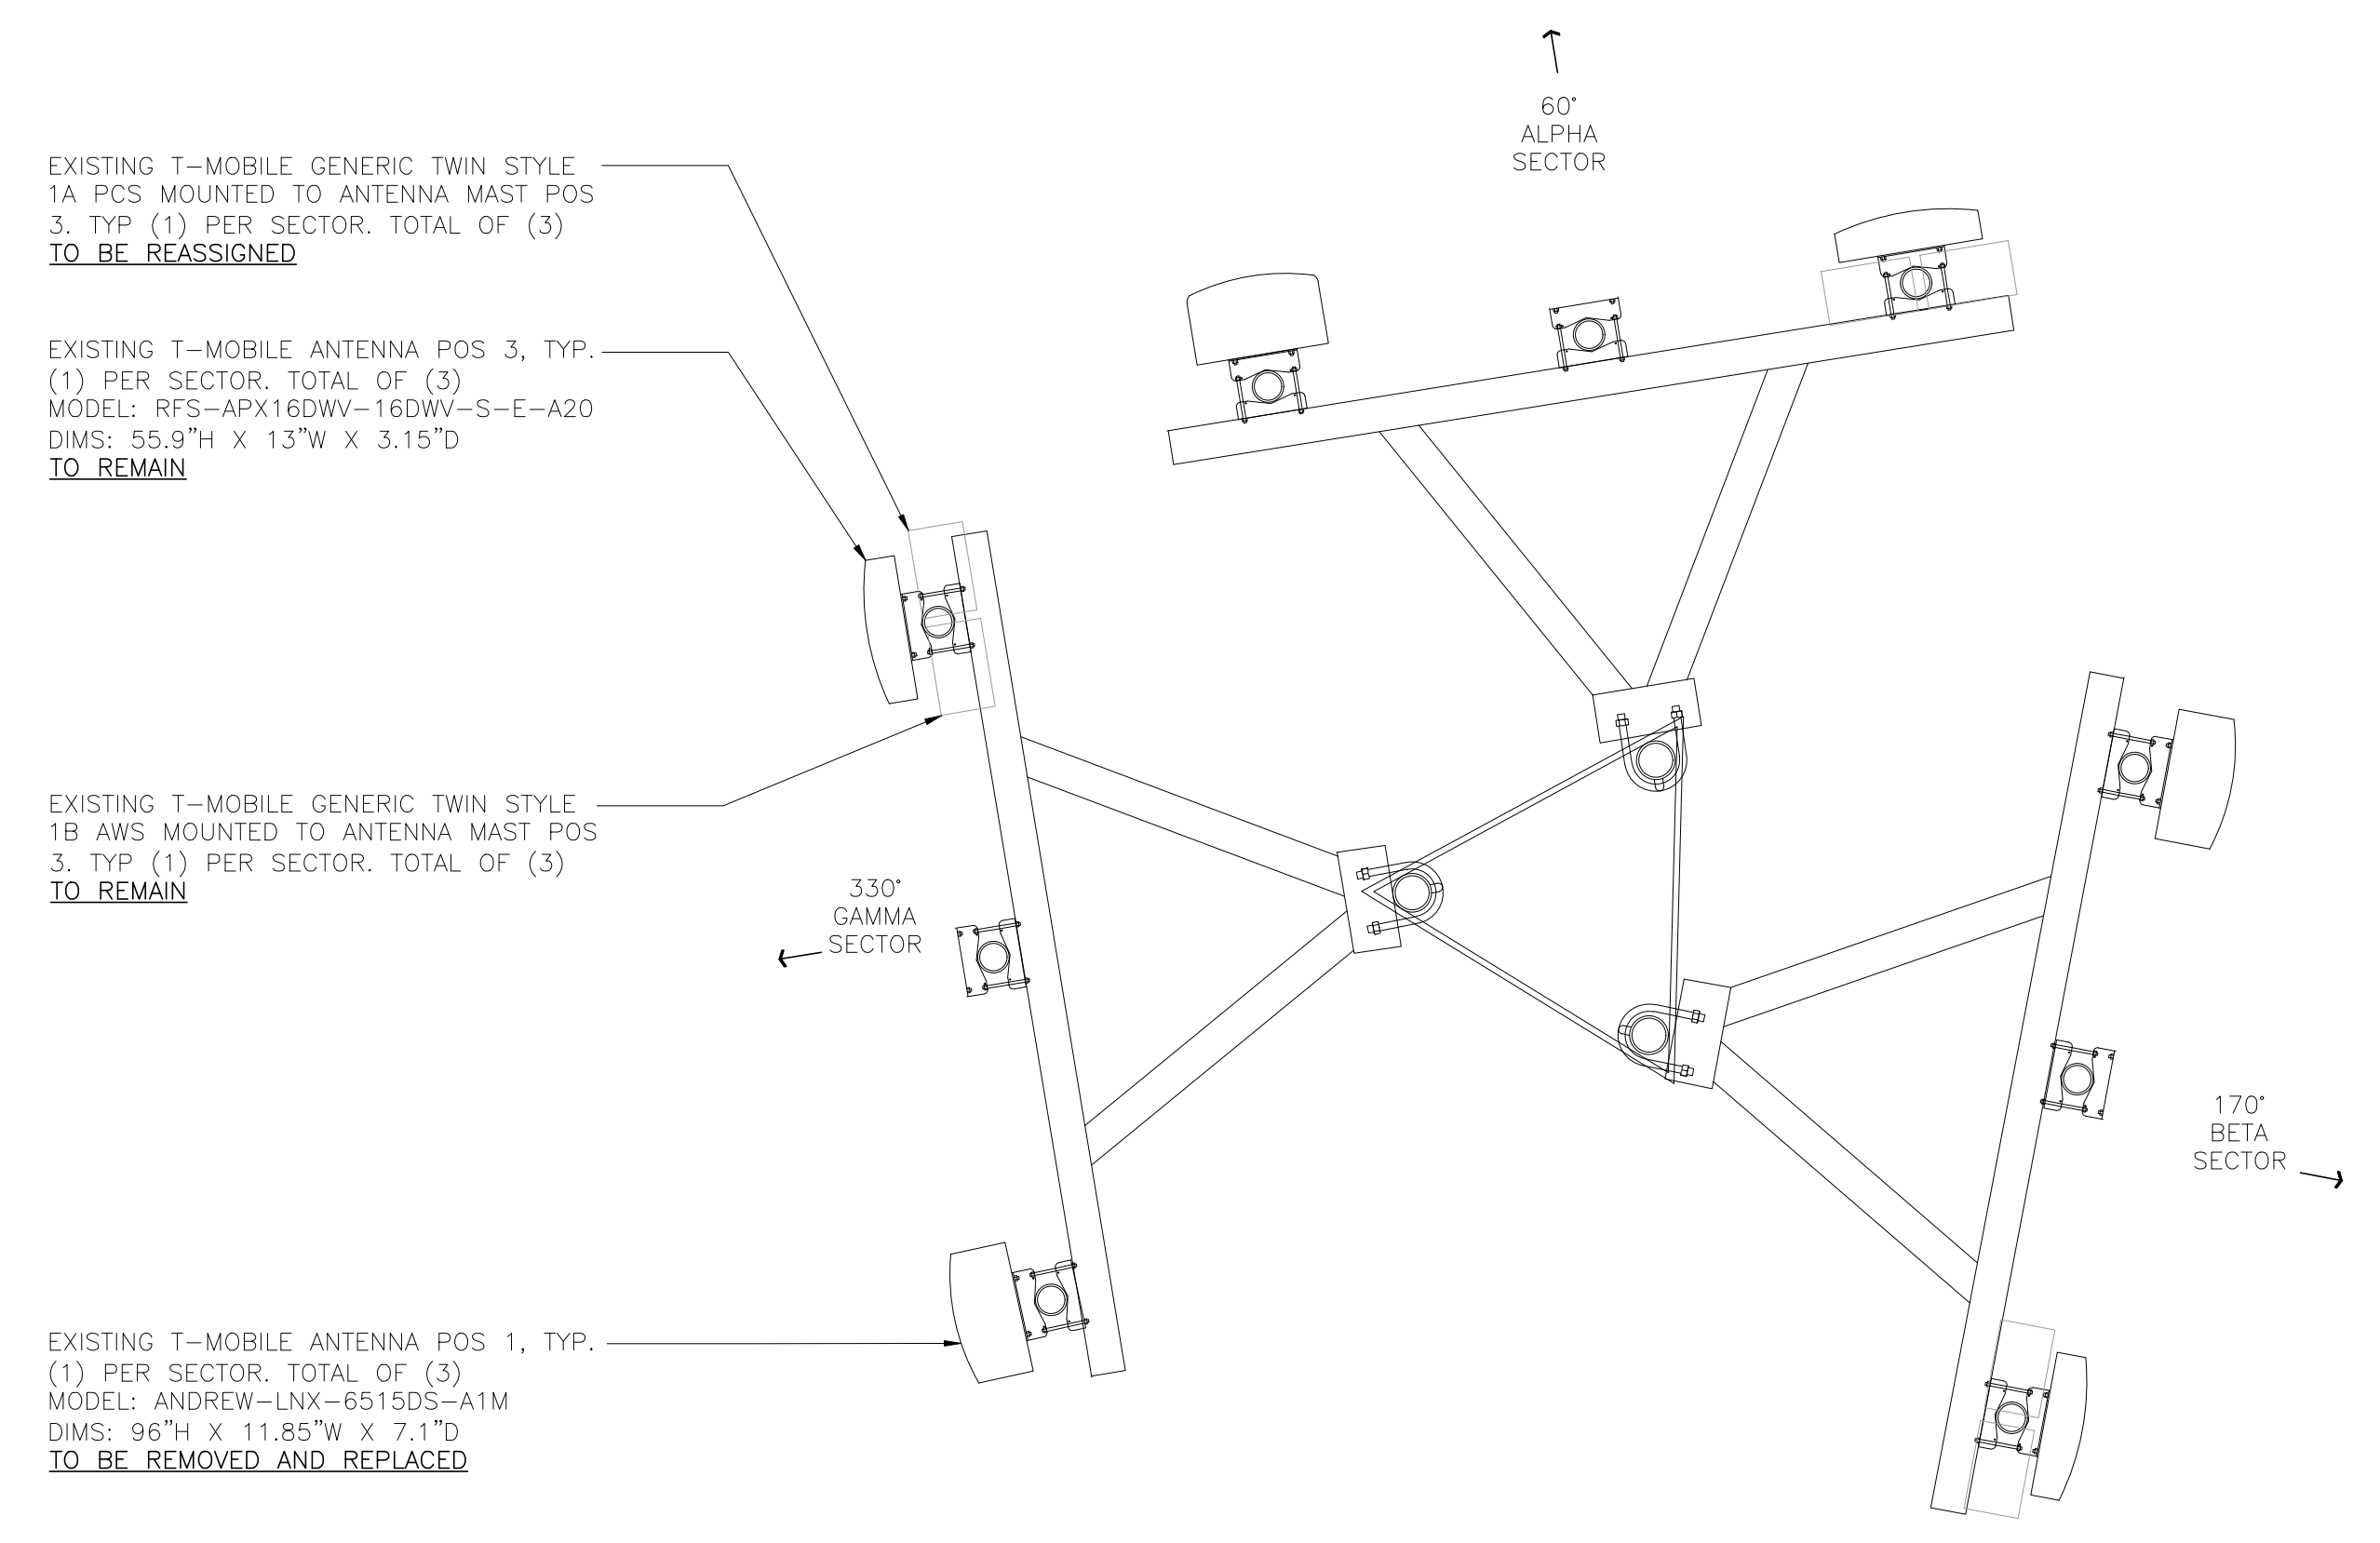 60°
ALPHA
SECTOR
EXISTING T-MOBILE GENERIC TWIN STYLE
1A PCS MOUNTED TO ANTENNA MAST POS
3. TYP (1) PER SECTOR. TOTAL OF (3)
TO BE REASSIGNED
EXISTING T-MOBILE ANTENNA POS 3, TYP.
(1) PER SECTOR. TOTAL OF (3)
MODEL: RFS-APX16DWV-16DWV-S-E-A20
DIMS: 55.9”H X 13”W X 3.15”D
TO REMAIN
EXISTING T-MOBILE GENERIC TWIN STYLE
1B AWS MOUNTED TO ANTENNA MAST POS
3. TYP (1) PER SECTOR. TOTAL OF (3)
TO REMAIN
330°
GAMMA
SECTOR
170°
BETA
SECTOR
EXISTING T-MOBILE ANTENNA POS 1, TYP.
(1) PER SECTOR. TOTAL OF (3)
MODEL: ANDREW-LNX-6515DS-A1M
DIMS: 96”H X 11.85”W X 7.1”D
TO BE REMOVED AND REPLACED